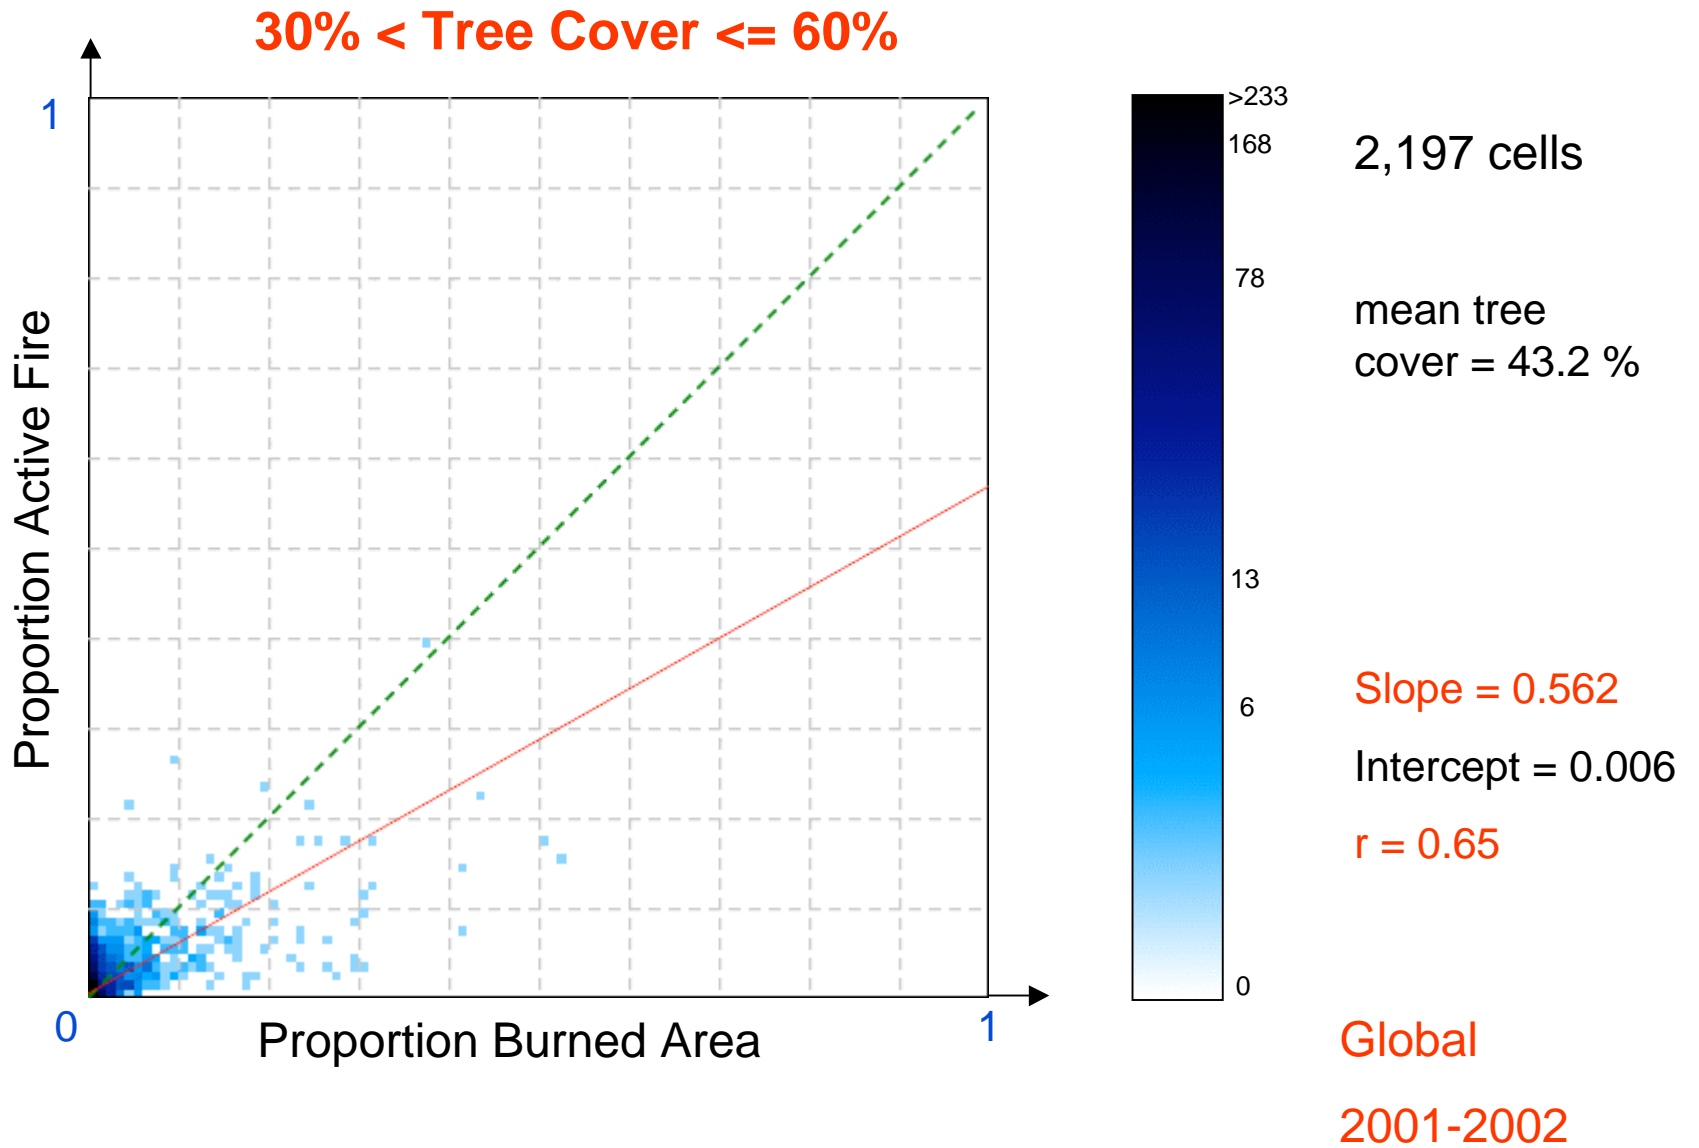 30% < Tree Cover <= 60%
1
Proportion Active Fire
0
Proportion Burned Area
1
>233
168
78
13
6
0
2,197 cells
mean tree
cover = 43.2 %
Slope = 0.562
Intercept = 0.006
r = 0.65
Global
2001-2002